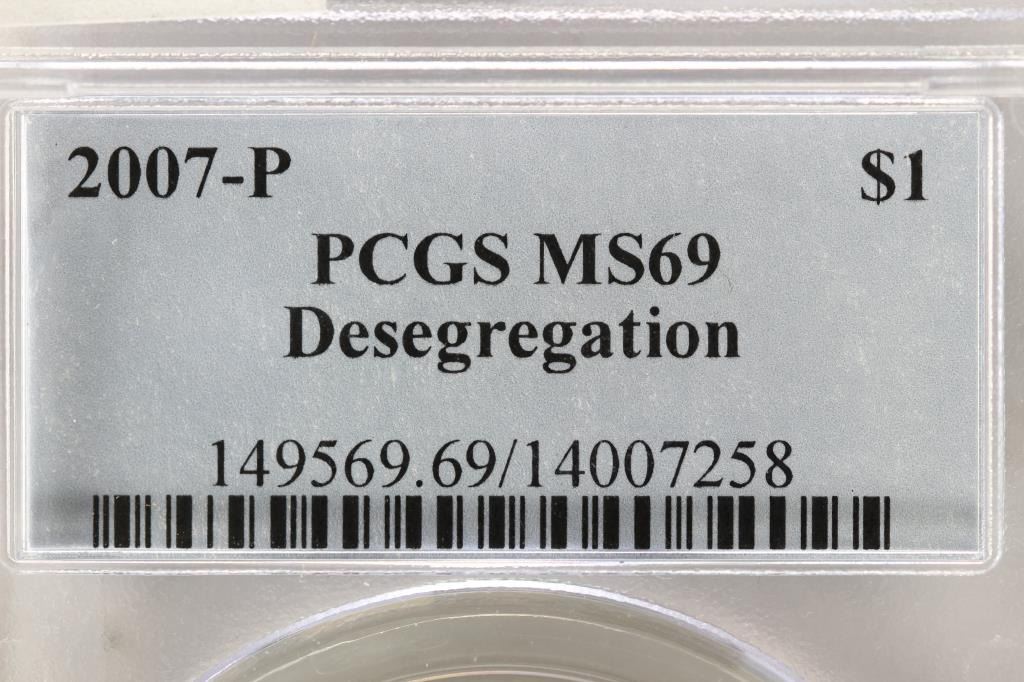 2007-P $1
PCGS MS69
Desegregation
149569.69/14007258